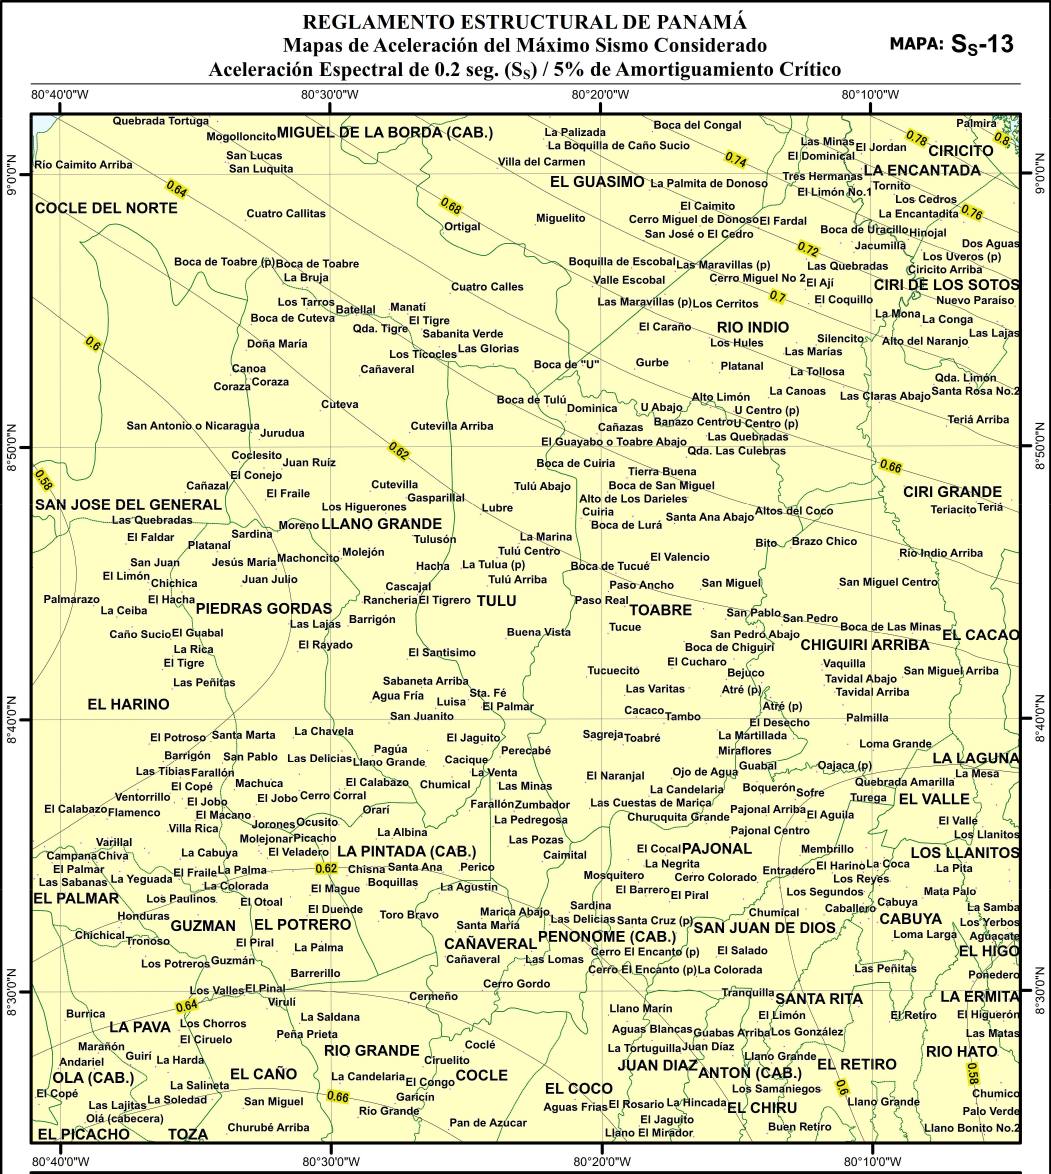 REGLAMENTO ESTRUCTURAL DE PANAMÁ
Mapas de Aceleración del Máximo Sismo Considerado
MAPA: SS-13
Aceleración Espectral de 0.2 seg. (SS) / 5% de Amortiguamiento Crítico
80°40'0"W 80°30'0"W 80°20'0"W 80°10'0"W
Quebrada Tortuga
Mogolloncito MIGUEL DE LA BORDA (CAB.) La Palizada Boca del Congal Palmira
La Boquilla de Caño Sucio Las Minas El Jordan 0.78 0.8
San Lucas El Dominical CIRICITO
Río Caimito Arriba San Luquita Villa del Carmen 0.74 LA ENCANTADA
9°0'0"N 9°0'0"N
0.64 EL GUASIMO La Palmita de Donoso Tres Hermanas Tornito
El Limón No.1 Los Cedros
COCLE DEL NORTE Cuatro Callitas 0.68 Miguelito El Caimito La Encantadita 0.76
Ortigal Cerro Miguel de Donoso El Fardal
San José o El Cedro Boca de Uracillo Hinojal
0.72 Jacumilla Dos Aguas
Boca de Toabre (p) Boca de Toabre Boquilla de Escobal Las Maravillas (p) Las Quebradas Los Uveros (p)
La Bruja Valle Escobal Cerro Miguel No 2 El Ají Ciricito Arriba
Cuatro Calles CIRI DE LOS SOTOS
Los Tarros Batellal Manatí Las Maravillas (p) Los Cerritos 0.7 El Coquillo Nuevo Paraíso
Boca de Cuteva El Tigre La Mona La Conga
Qda. Tigre Sabanita Verde El Caraño RIO INDIO Las Lajas
0.6 Doña María Las Glorias Los Hules Silencito Alto del Naranjo
Los Ticocles Las Marías
Canoa Cañaveral Boca de "U" Gurbe Platanal La Tollosa
Coraza Coraza Qda. Limón
Cuteva Boca de Tulú Alto Limón La Canoas Las Claras Abajo Santa Rosa No.2
Dominica U Abajo U Centro (p)
San Antonio o Nicaragua Jurudua Cutevilla Arriba Cañazas Banazo Centro U Centro (p) Teriá Arriba
8°50'0"N 8°50'0"N
0.62 El Guayabo o Toabre Abajo Las Quebradas
Coclesito Juan Ruíz Qda. Las Culebras
El Conejo Boca de Cuiria Tierra Buena 0.66
0.58 Cañazal El Fraile Cutevilla Tulú Abajo Boca de San Miguel
Gasparillal Alto de Los Darieles CIRI GRANDE
SAN JOSE DEL GENERAL Los Higuerones Lubre Cuiria Altos del Coco Teriacito Teriá
Las Quebradas Moreno LLANO GRANDE Boca de Lurá Santa Ana Abajo
El Faldar Sardina Tulusón La Marina
Platanal Molejón Tulú Centro Bito Brazo Chico
San Juan Jesús María Machoncito Hacha La Tulua (p) Boca de Tucué El Valencio Río Indio Arriba
El Limón Chichica Juan Julio Tulú Arriba
Cascajal Paso Ancho San Miguel San Miguel Centro
Palmarazo El Hacha Rancheria El Tigrero TULU Paso Real
La Ceiba PIEDRAS GORDAS TOABRE San Pablo San Pedro
Las Lajas Barrigón Tucue Boca de Las Minas
Caño Sucio El Guabal Buena Vista San Pedro Abajo EL CACAO
La Rica El Rayado El Santisimo Boca de Chiguiri CHIGUIRI ARRIBA
El Tigre El Cucharo Vaquilla
Las Peñitas Sabaneta Arriba Tucuecito Bejuco Tavidal Abajo San Miguel Arriba
Agua Fría Luisa Sta. Fé Las Varitas Atré (p) Tavidal Arriba
EL HARINO El Palmar Cacaco Atré (p)
San Juanito Tambo El Desecho Palmilla
8°40'0"N 8°40'0"N
El Potroso Santa Marta La Chavela El Jaguito Sagreja Toabré La Martillada Loma Grande
Barrigón San Pablo Las Delicias Pagúa Perecabé Miraflores
Llano Grande Cacique Guabal Oajaca (p) LA LAGUNA
Las Tibias Farallón La Venta El Naranjal Ojo de Agua La Mesa
El Copé Machuca El Calabazo Chumical Las Minas La Candelaria Boquerón Sofre Quebrada Amarilla
Ventorrillo El Jobo El Jobo Cerro Corral Farallón Zumbador Las Cuestas de Marica Turega EL VALLE
El Calabazo Flamenco El Macano Orarí Pajonal Arriba El Aguila
Jorones Ocusito La Pedregosa Churuquita Grande El Valle
Villa Rica La Albina Pajonal Centro Los Llanitos
Varillal Molejonar Picacho Las Pozas
Campana Chiva La Cabuya El Veladero LA PINTADA (CAB.) Caimital El Cocal PAJONAL Membrillo LOS LLANITOS
El Palmar El Fraile La Palma 0.62 Chisna Santa Ana Perico La Negrita El Harino La Coca La Pita
Las Sabanas La Yeguada La Colorada El Mague Boquillas Mosquitero Cerro Colorado Entradero Los Reyes
EL PALMAR Los Paulinos El Otoal La Agustín El Barrero El Piral Los Segundos Mata Palo
Honduras El Duende Toro Bravo Marica Abajo Sardina Chumical Caballero Cabuya La Samba
GUZMAN EL POTRERO Santa María Las Delicias Santa Cruz (p) SAN JUAN DE DIOS CABUYA Los Yerbos
Chichical Tronoso El Piral CAÑAVERAL PENONOME (CAB.) Loma Larga Aguacate
La Palma Cañaveral Las Lomas Cerro El Encanto (p) El Salado EL HIGO
Los Potreros Guzmán Barrerillo Cerro El Encanto (p) La Colorada Las Peñitas Ponedero
Cerro Gordo
8°30'0"N 8°30'0"N
Los Valles El Pinal Cermeño Tranquilla SANTA RITA LA ERMITA
0.64 Virulí Llano Marín
Burrica La Saldana El Limón El Retiro El Higuerón
LA PAVA Los Chorros Aguas Blancas Guabas Arriba Los González Las Matas
Peña Prieta
Marañón El Ciruelo Coclé La Tortuguilla Juan Díaz
Guirí RIO GRANDE Llano Grande RIO HATO
Andariel La Harda Ciruelito JUAN DIAZ ANTON (CAB.) EL RETIRO
OLA (CAB.) EL CAÑO La Candelaria COCLE 0.58
El Copé La Salineta El Congo EL COCO Los Samaniegos 0.6 Chumico
Las Lajitas La Soledad San Miguel 0.66 Garicín Llano Grande
Río Grande Aguas Frias El Rosario La Hincada EL CHIRU Palo Verde
Olá (cabecera) Pan de Azucar El Jaguito
EL PICACHO TOZA Churubé Arriba Llano El Mirador Buen Retiro Llano Bonito No.2
80°40'0"W 80°30'0"W 80°20'0"W 80°10'0"W